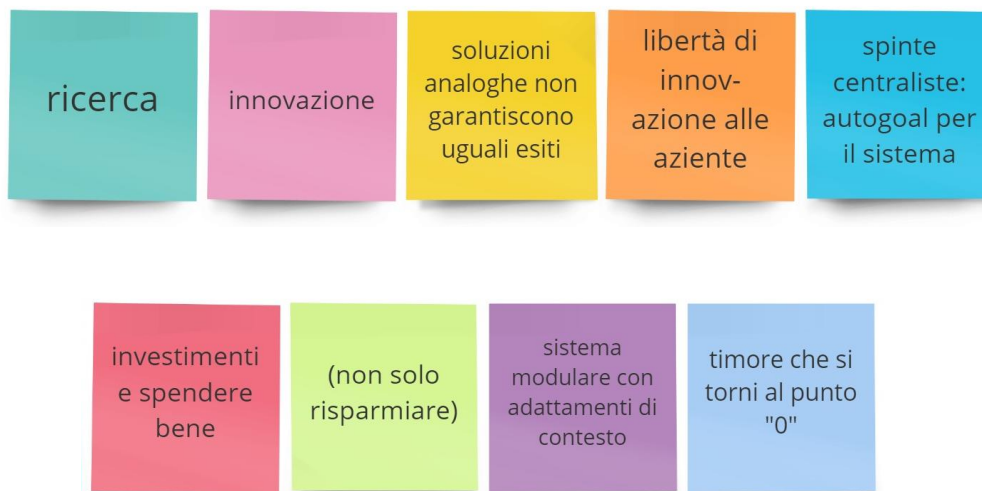 ricerca
innovazione
soluzioni
analoghe non
garantiscono
uguali esiti
libertà di
innov-
azione alle
aziente
spinte
centraliste:
autogoal per
il sistema
investimenti
e spendere
bene
(non solo
risparmiare)
sistema
modulare con
adattamenti di
contesto
timore che si
torni al punto
"0"